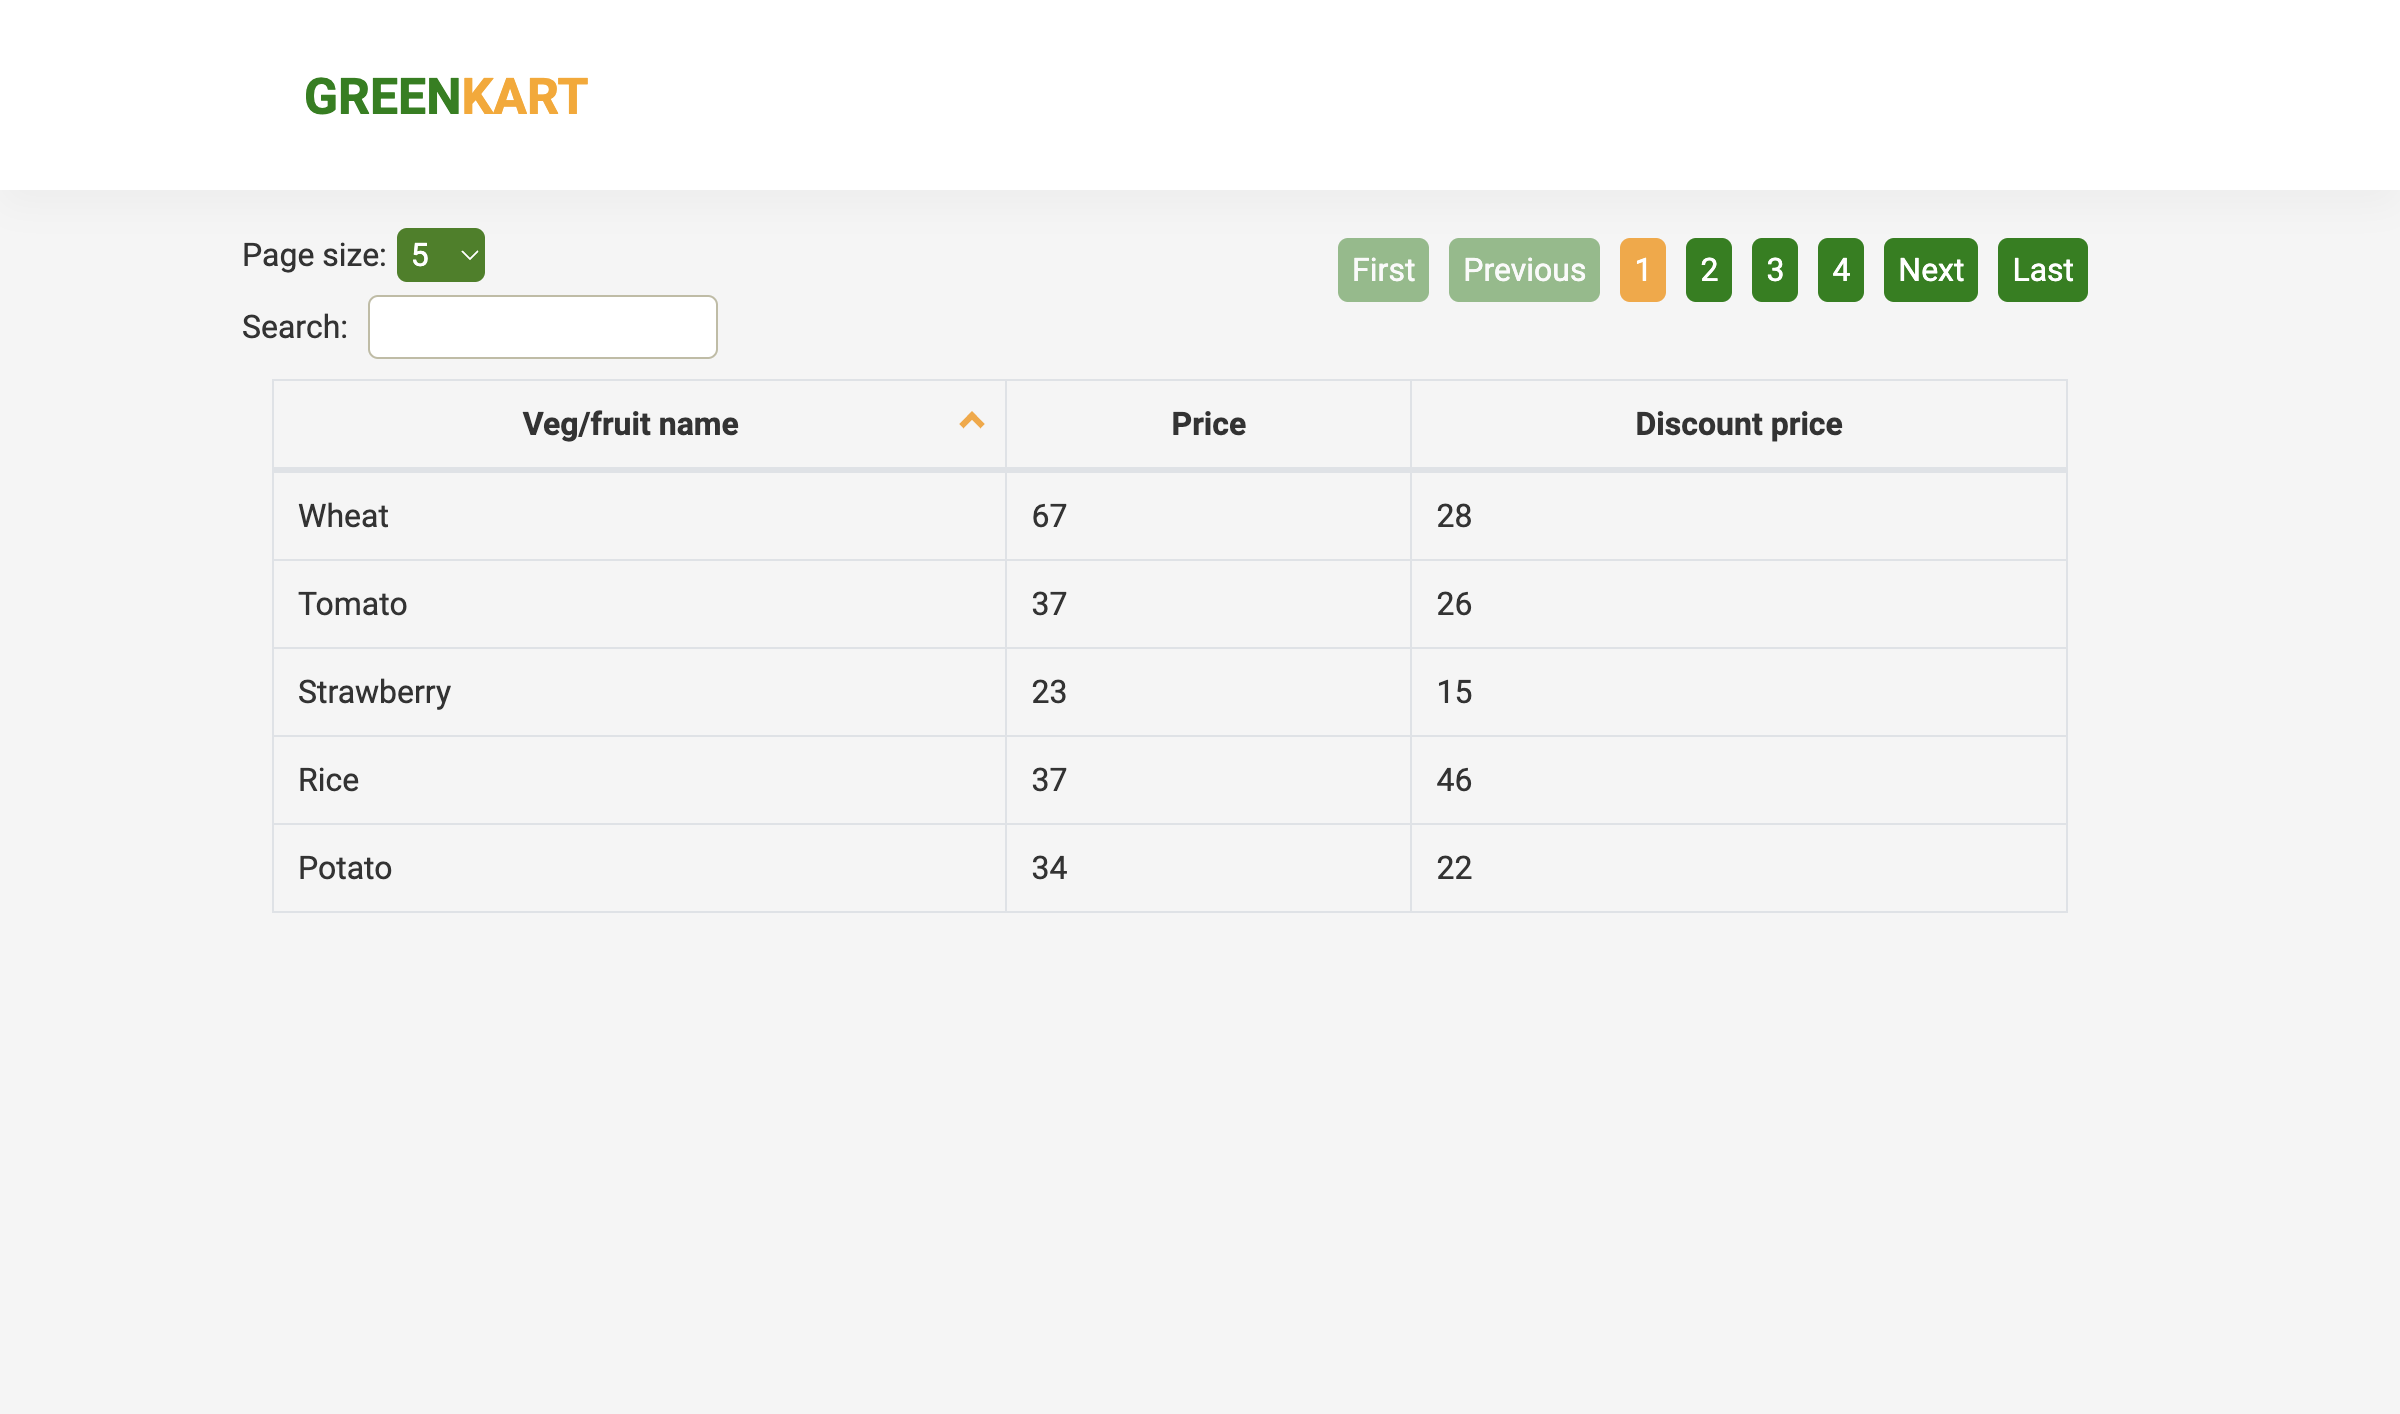 GREENKART
Page size: 5
First Previous 1 2 3 4 Next Last
Search:
Veg/fruit name Price Discount price
Wheat 67 28
Tomato 37 26
Strawberry 23 15
Rice 37 46
Potato 34 22